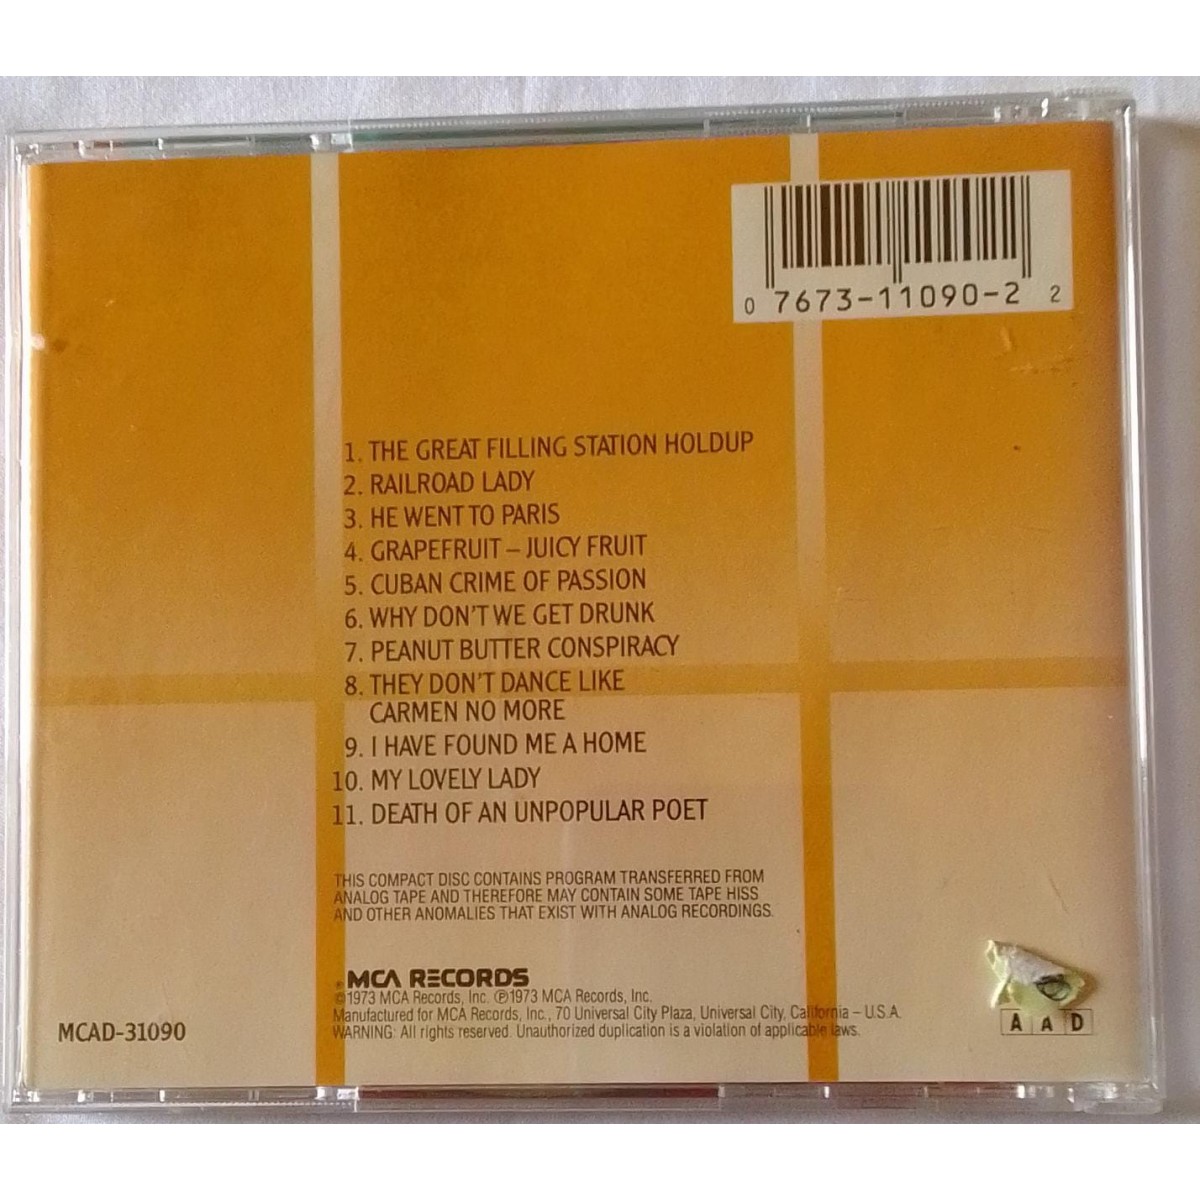 0 7673-11090-2 2
1. THE GREAT FILLING STATION HOLDUP
2. RAILROAD LADY
3. HE WENT TO PARIS
4. GRAPEFRUIT – JUICY FRUIT
5. CUBAN CRIME OF PASSION
6. WHY DON'T WE GET DRUNK
7. PEANUT BUTTER CONSPIRACY
8. THEY DON'T DANCE LIKE
CARMEN NO MORE
9. I HAVE FOUND ME A HOME
10. MY LOVELY LADY
11. DEATH OF AN UNPOPULAR POET
THIS COMPACT DISC CONTAINS PROGRAM TRANSFERRED FROM
ANALOG TAPE AND THEREFORE MAY CONTAIN SOME TAPE HISS
AND OTHER ANOMALIES THAT EXIST WITH ANALOG RECORDINGS.
MCA RECORDS
©1973 MCA Records, Inc. ℗1973 MCA Records, Inc.
Manufactured for MCA Records, Inc., 70 Universal City Plaza, Universal City, California – U.S.A.
WARNING: All rights reserved. Unauthorized duplication is a violation of applicable laws.
MCAD-31090
A A D